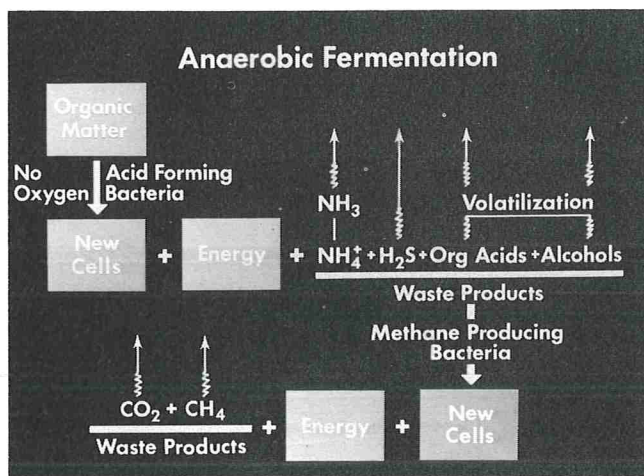 Anaerobic Fermentation
Organic
Matter
No
Oxygen
Acid Forming
Bacteria
NH₃
Volatilization
New
Cells
+
Energy
+
NH₄⁺ + H₂S + Org Acids + Alcohols
Waste Products
Methane Producing
Bacteria
CO₂ + CH₄
Waste Products
+
Energy
+
New
Cells